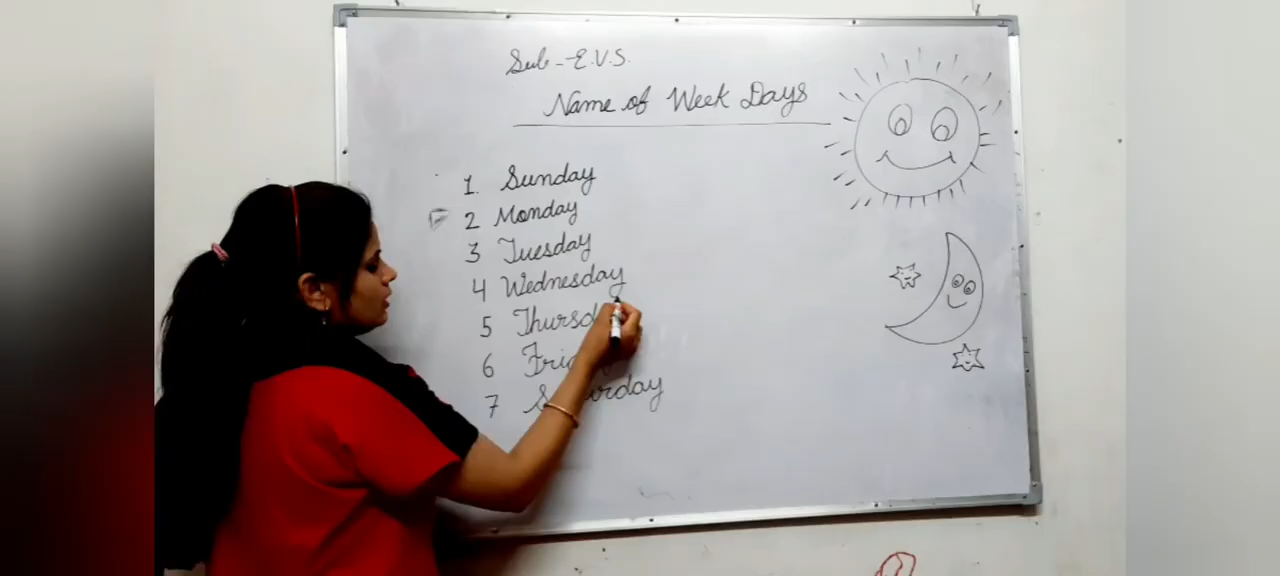 Sub - E.V.S.
Name of Week Days
1. Sunday
2 Monday
3 Tuesday
4 Wednesday
5
6
7